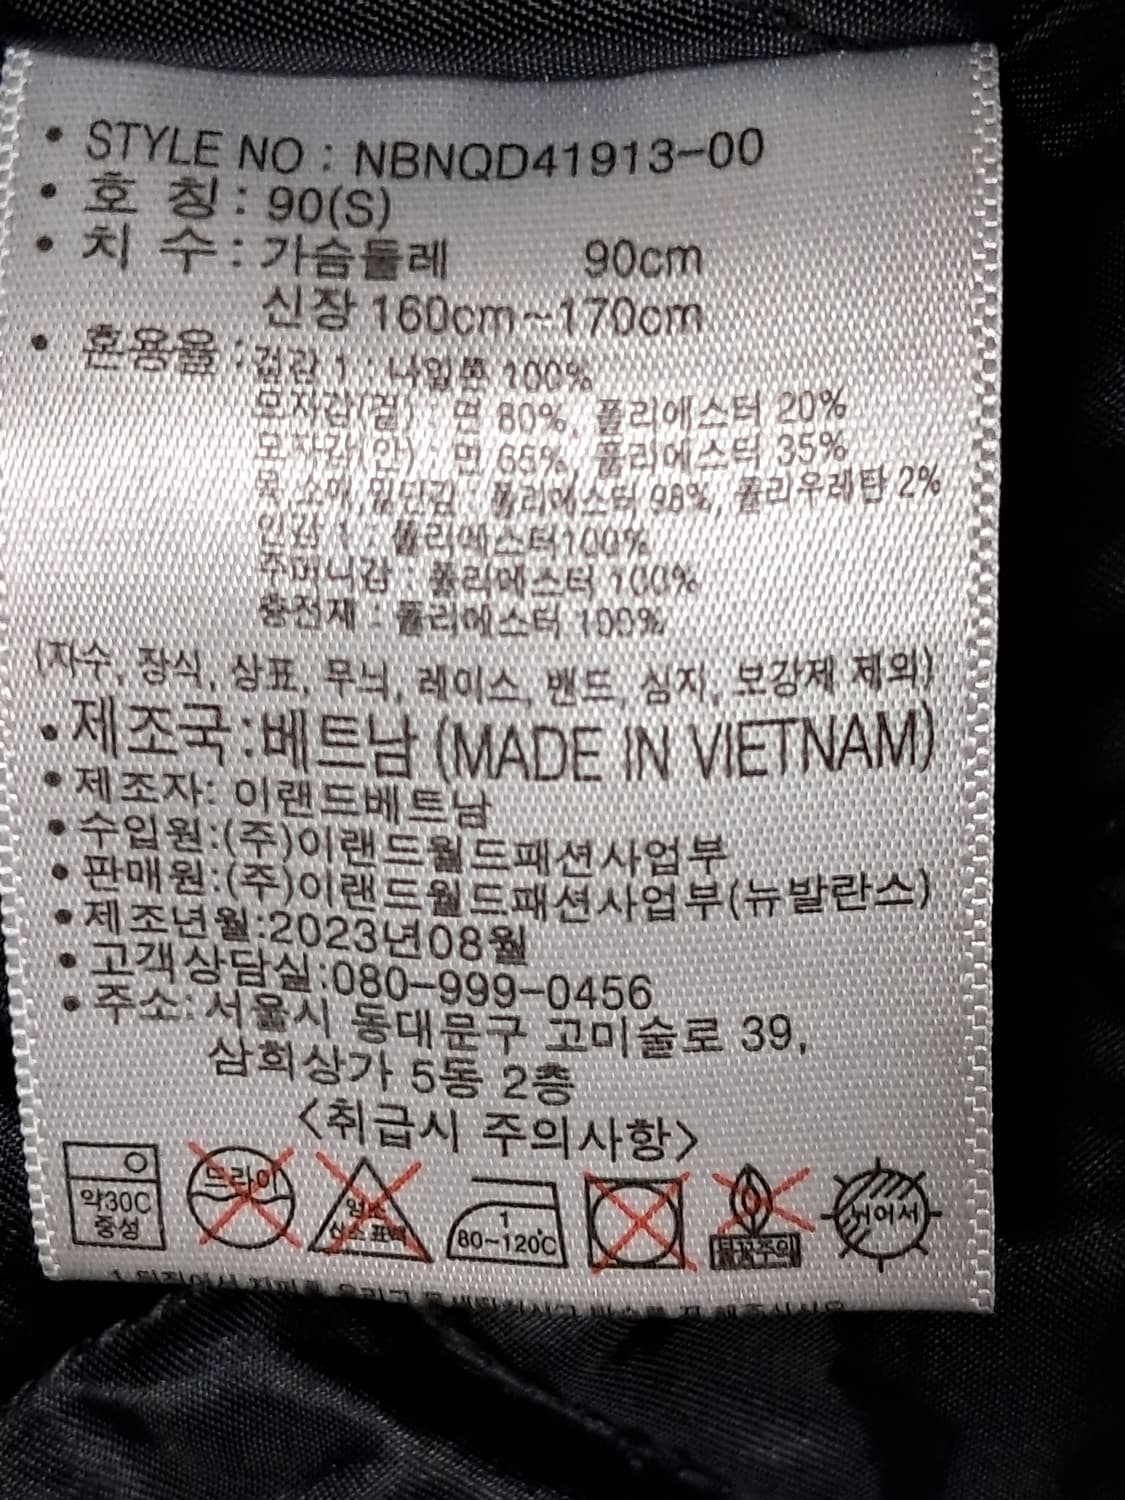 • STYLE NO : NBNQD41913-00
• 호 칭 : 90(S)
• 치 수 : 가슴둘레 90cm
신장 160cm~170cm
• 혼용율 : 겉감 1 : 나일론 100%
모자감(겉) : 면 80%, 폴리에스터 20%
모자감(안) : 면 65%, 폴리에스터 35%
목,소매,밑단감 : 폴리에스터 98%, 폴리우레탄 2%
안감 1 : 폴리에스터100%
주머니감 : 폴리에스터 100%
충전재 : 폴리에스터 100%
(자수, 장식, 상표, 무늬, 레이스, 밴드, 심지, 보강제 제외)
• 제조국:베트남 (MADE IN VIETNAM)
• 제조자: 이랜드베트남
• 수입원:(주)이랜드월드패션사업부
• 판매원:(주)이랜드월드패션사업부(뉴발란스)
• 제조년월:2023년08월
• 고객상담실:080-999-0456
• 주소: 서울시 동대문구 고미술로 39,
삼희상가 5동 2층
<취급시 주의사항>
약30C 중성 드라이 염소 산소 표백 1 80~120℃ 불꽃주의 뉘어서